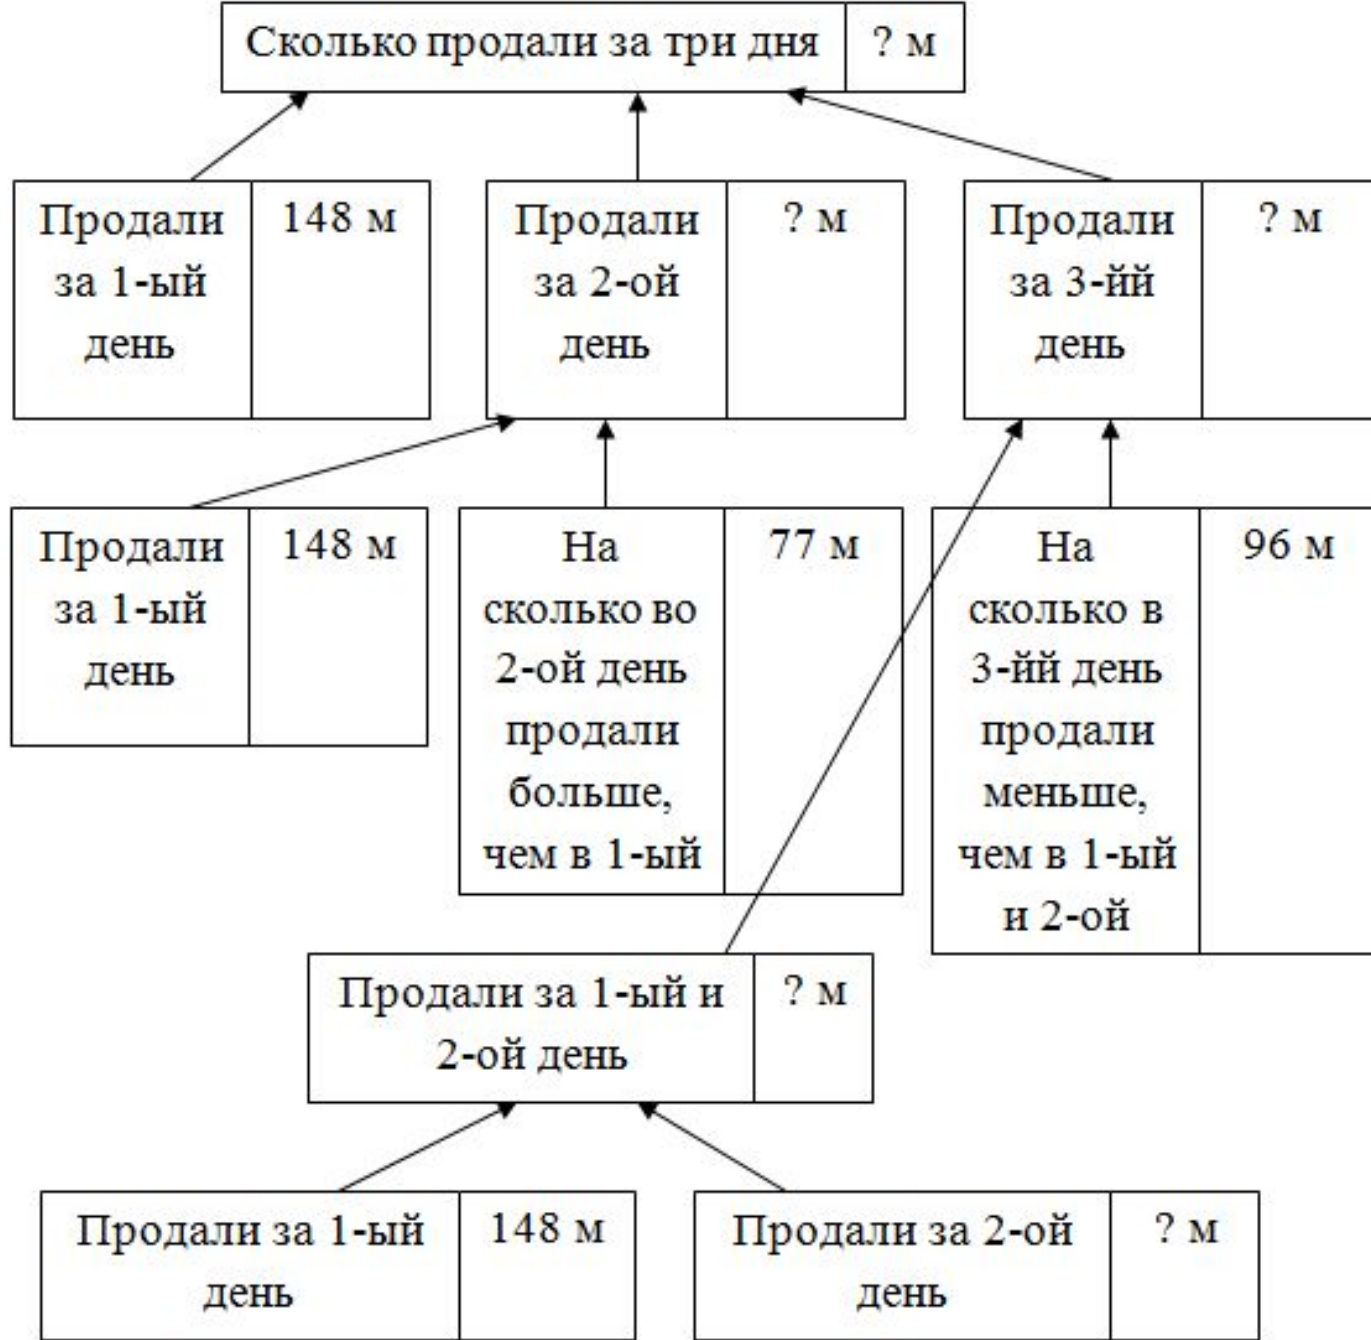 Сколько продали за три дня
? м
Продали
за 1-ый
день
148 м
Продали
за 2-ой
день
? м
Продали
за 3-йй
день
? м
Продали
за 1-ый
день
148 м
На
сколько во
2-ой день
продали
больше,
чем в 1-ый
77 м
На
сколько в
3-йй день
продали
меньше,
чем в 1-ый
и 2-ой
96 м
Продали за 1-ый и
2-ой день
? м
Продали за 1-ый
день
148 м
Продали за 2-ой
день
? м